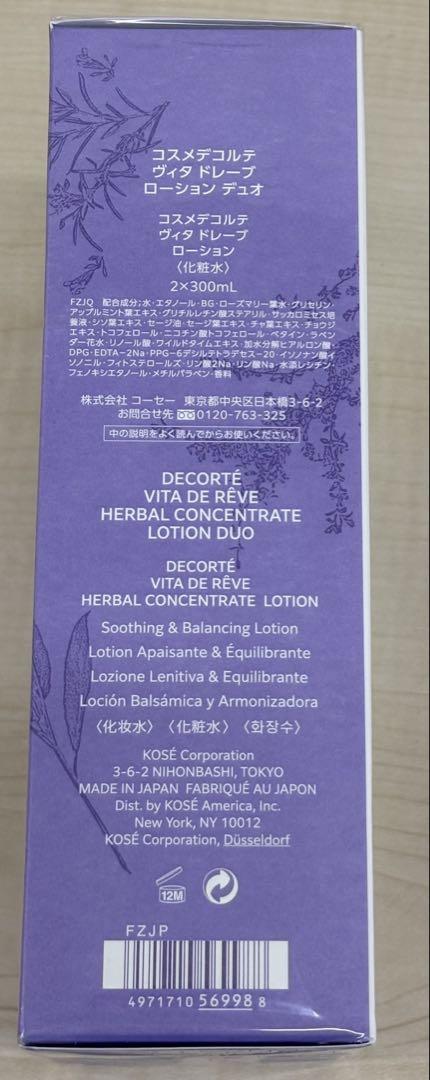 コスメデコルテ
ヴィタ ドレーブ
ローション デュオ
コスメデコルテ
ヴィタ ドレーブ
ローション
〈化粧水〉
2×300mL
FZJQ 配合成分;水・エタノール・BG・ローズマリー葉水・グリセリン・
アップルミント葉エキス・グリチルレチン酸ステアリル・サッカロミセス培
養液・シソ葉エキス・セージ油・セージ葉エキス・チャ葉エキス・チョウジ
エキス・トコフェロール・トコフェロール酢酸エステル・ベタイン・ラベン
ダー花水・リノール酸・ワイルドタイムエキス・加水分解ヒアルロン酸・
DPG・EDTA-2Na・PPG-6デシルテトラデセス-20・イソノナン酸イ
ソノニル・フィトステロールズ・リン酸2Na・リン酸Na・水添レシチン・
フェノキシエタノール・メチルパラベン・香料
株式会社 コーセー 東京都中央区日本橋3-6-2
お問合せ先 0120-763-325
中の説明をよく読んでからお使いください。
DECORTÉ
VITA DE RÊVE
HERBAL CONCENTRATE
LOTION DUO
DECORTÉ
VITA DE RÊVE
HERBAL CONCENTRATE LOTION
Soothing & Balancing Lotion
Lotion Apaisante & Équilibrante
Lozione Lenitiva & Equilibrante
Loción Balsámica y Armonizadora
〈化妆水〉〈化粧水〉〈화장수〉
KOSÉ Corporation
3-6-2 NIHONBASHI, TOKYO
MADE IN JAPAN FABRIQUÉ AU JAPON
Dist. by KOSÉ America, Inc.
New York, NY 10012
KOSÉ Corporation, Düsseldorf
12M
FZJP
4971710 56998 8